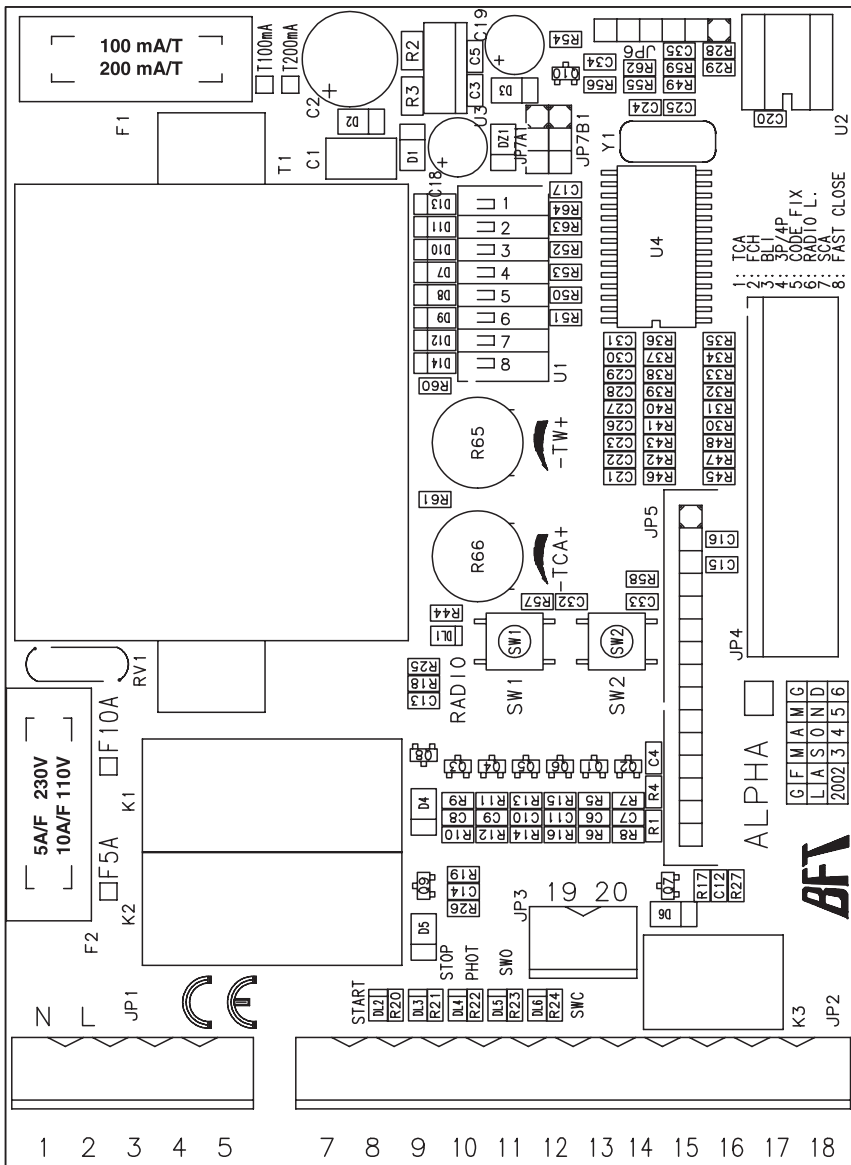 100 mA/T
200 mA/T
T100mA
T200mA
F1
T1
C2
C1
D2
D1
R2
R3
C5
C3
U3
C19
C18
D3
DZ1
JP7A1
JP7B1
R54
Q10
C34
R56
JP6
R62
R55
C35
R59
R49
R28
R29
C24
C25
C20
U2
Y1
U4
1: TCA
2: FCH
3: BLI
4: 3P/4P
5: CODE FIX
6: RADIO L.
7: SCA
8: FAST CLOSE
D13 1 C17
D11 2 R64
D10 3 R63
D7 4 R52
D8 5 R53
D9 6 R50
D12 7 R51
D14 8
U1
R60
C31 R36 R35
C30 R37 R34
C29 R38 R33
C28 R39 R32
C27 R40 R31
C26 R41 R30
C23 R43 R48
C22 R42 R47
C21 R46 R45
R65
-TW+
R61
R66
-TCA+
JP5
C16
C15
R58
R57
C32
C33
R44
DL1
SW1
SW2
SW1
SW2
JP4
RV1
R25
R18
C13
RADIO
5A/F 230V
10A/F 110V
F10A
F5A
K1
K2
F2
Q8
Q3 Q4 Q5 Q6 Q1 Q2
C4
D4
R9 R11 R13 R15 R5 R7 R4
C8 C9 C10 C11 C6 C7
R10 R12 R14 R16 R6 R8 R1
ALPHA
G F M A M G
L A S O N D
2002 3 4 5 6
BFT
Q9
R19
C14
R26
D5
JP3
19 20
Q7
R17
C12
R27
D6
K3
JP2
N
L
JP1
CE
START
STOP
PHOT
SWO
SWC
DL2 DL3 DL4 DL5 DL6
R20 R21 R22 R23 R24
1 2 3 4 5 7 8 9 10 11 12 13 14 15 16 17 18